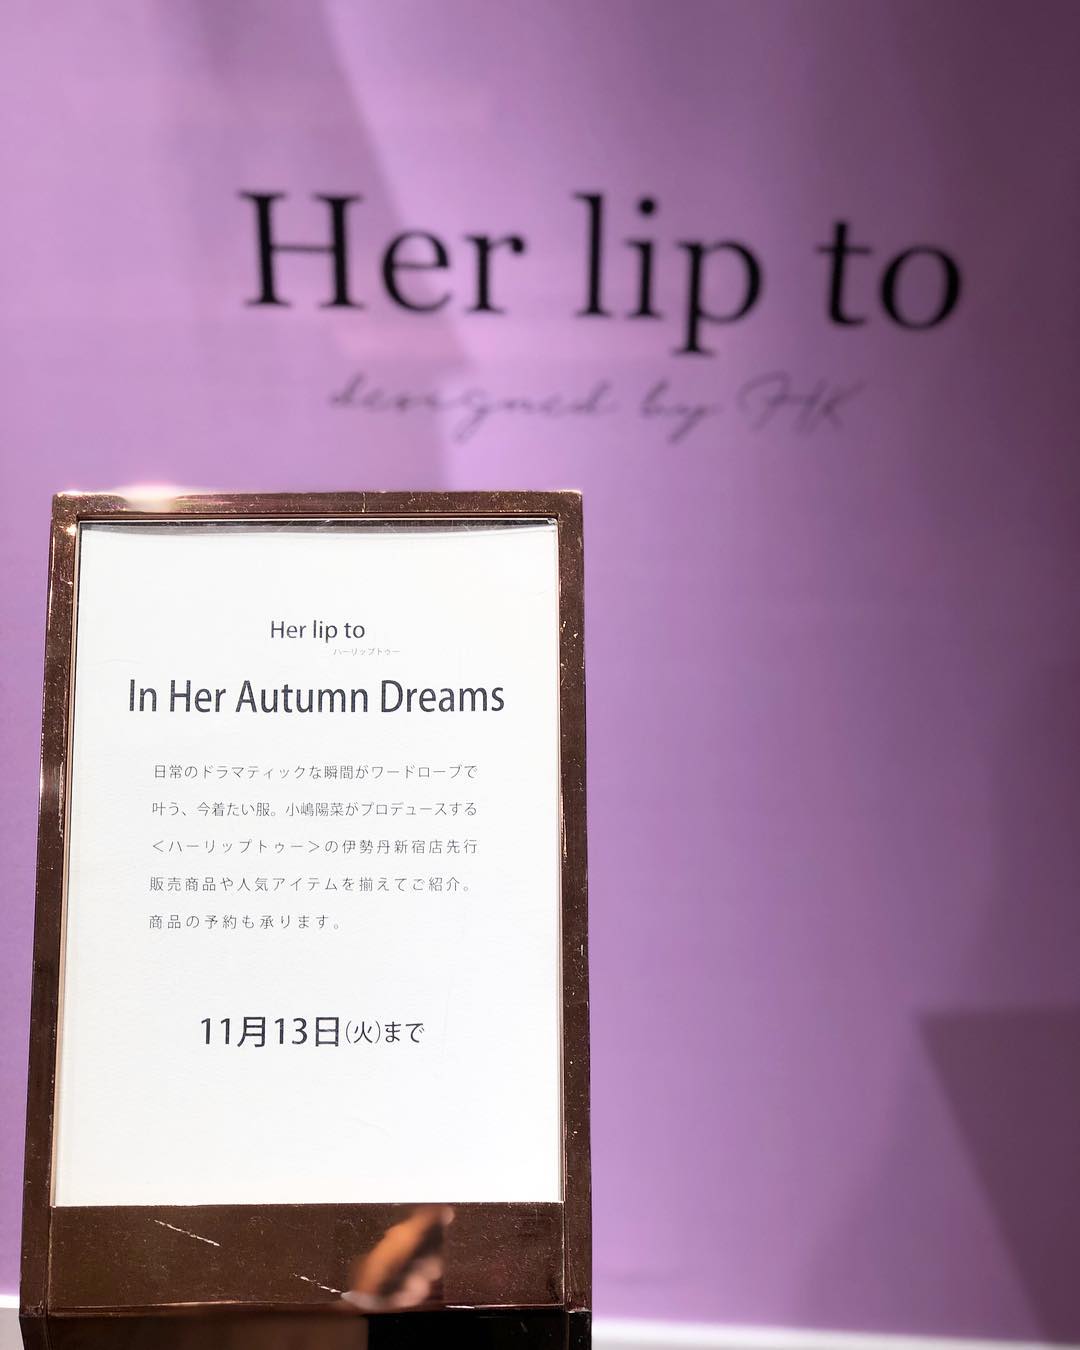 Her lip to
designed by HK
Her lip to
ハーリップトゥー
In Her Autumn Dreams
日常のドラマティックな瞬間がワードローブで
叶う、今着たい服。小嶋陽菜がプロデュースする
＜ハーリップトゥー＞の伊勢丹新宿店先行
販売商品や人気アイテムを揃えてご紹介。
商品の予約も承ります。
11月13日(火)まで